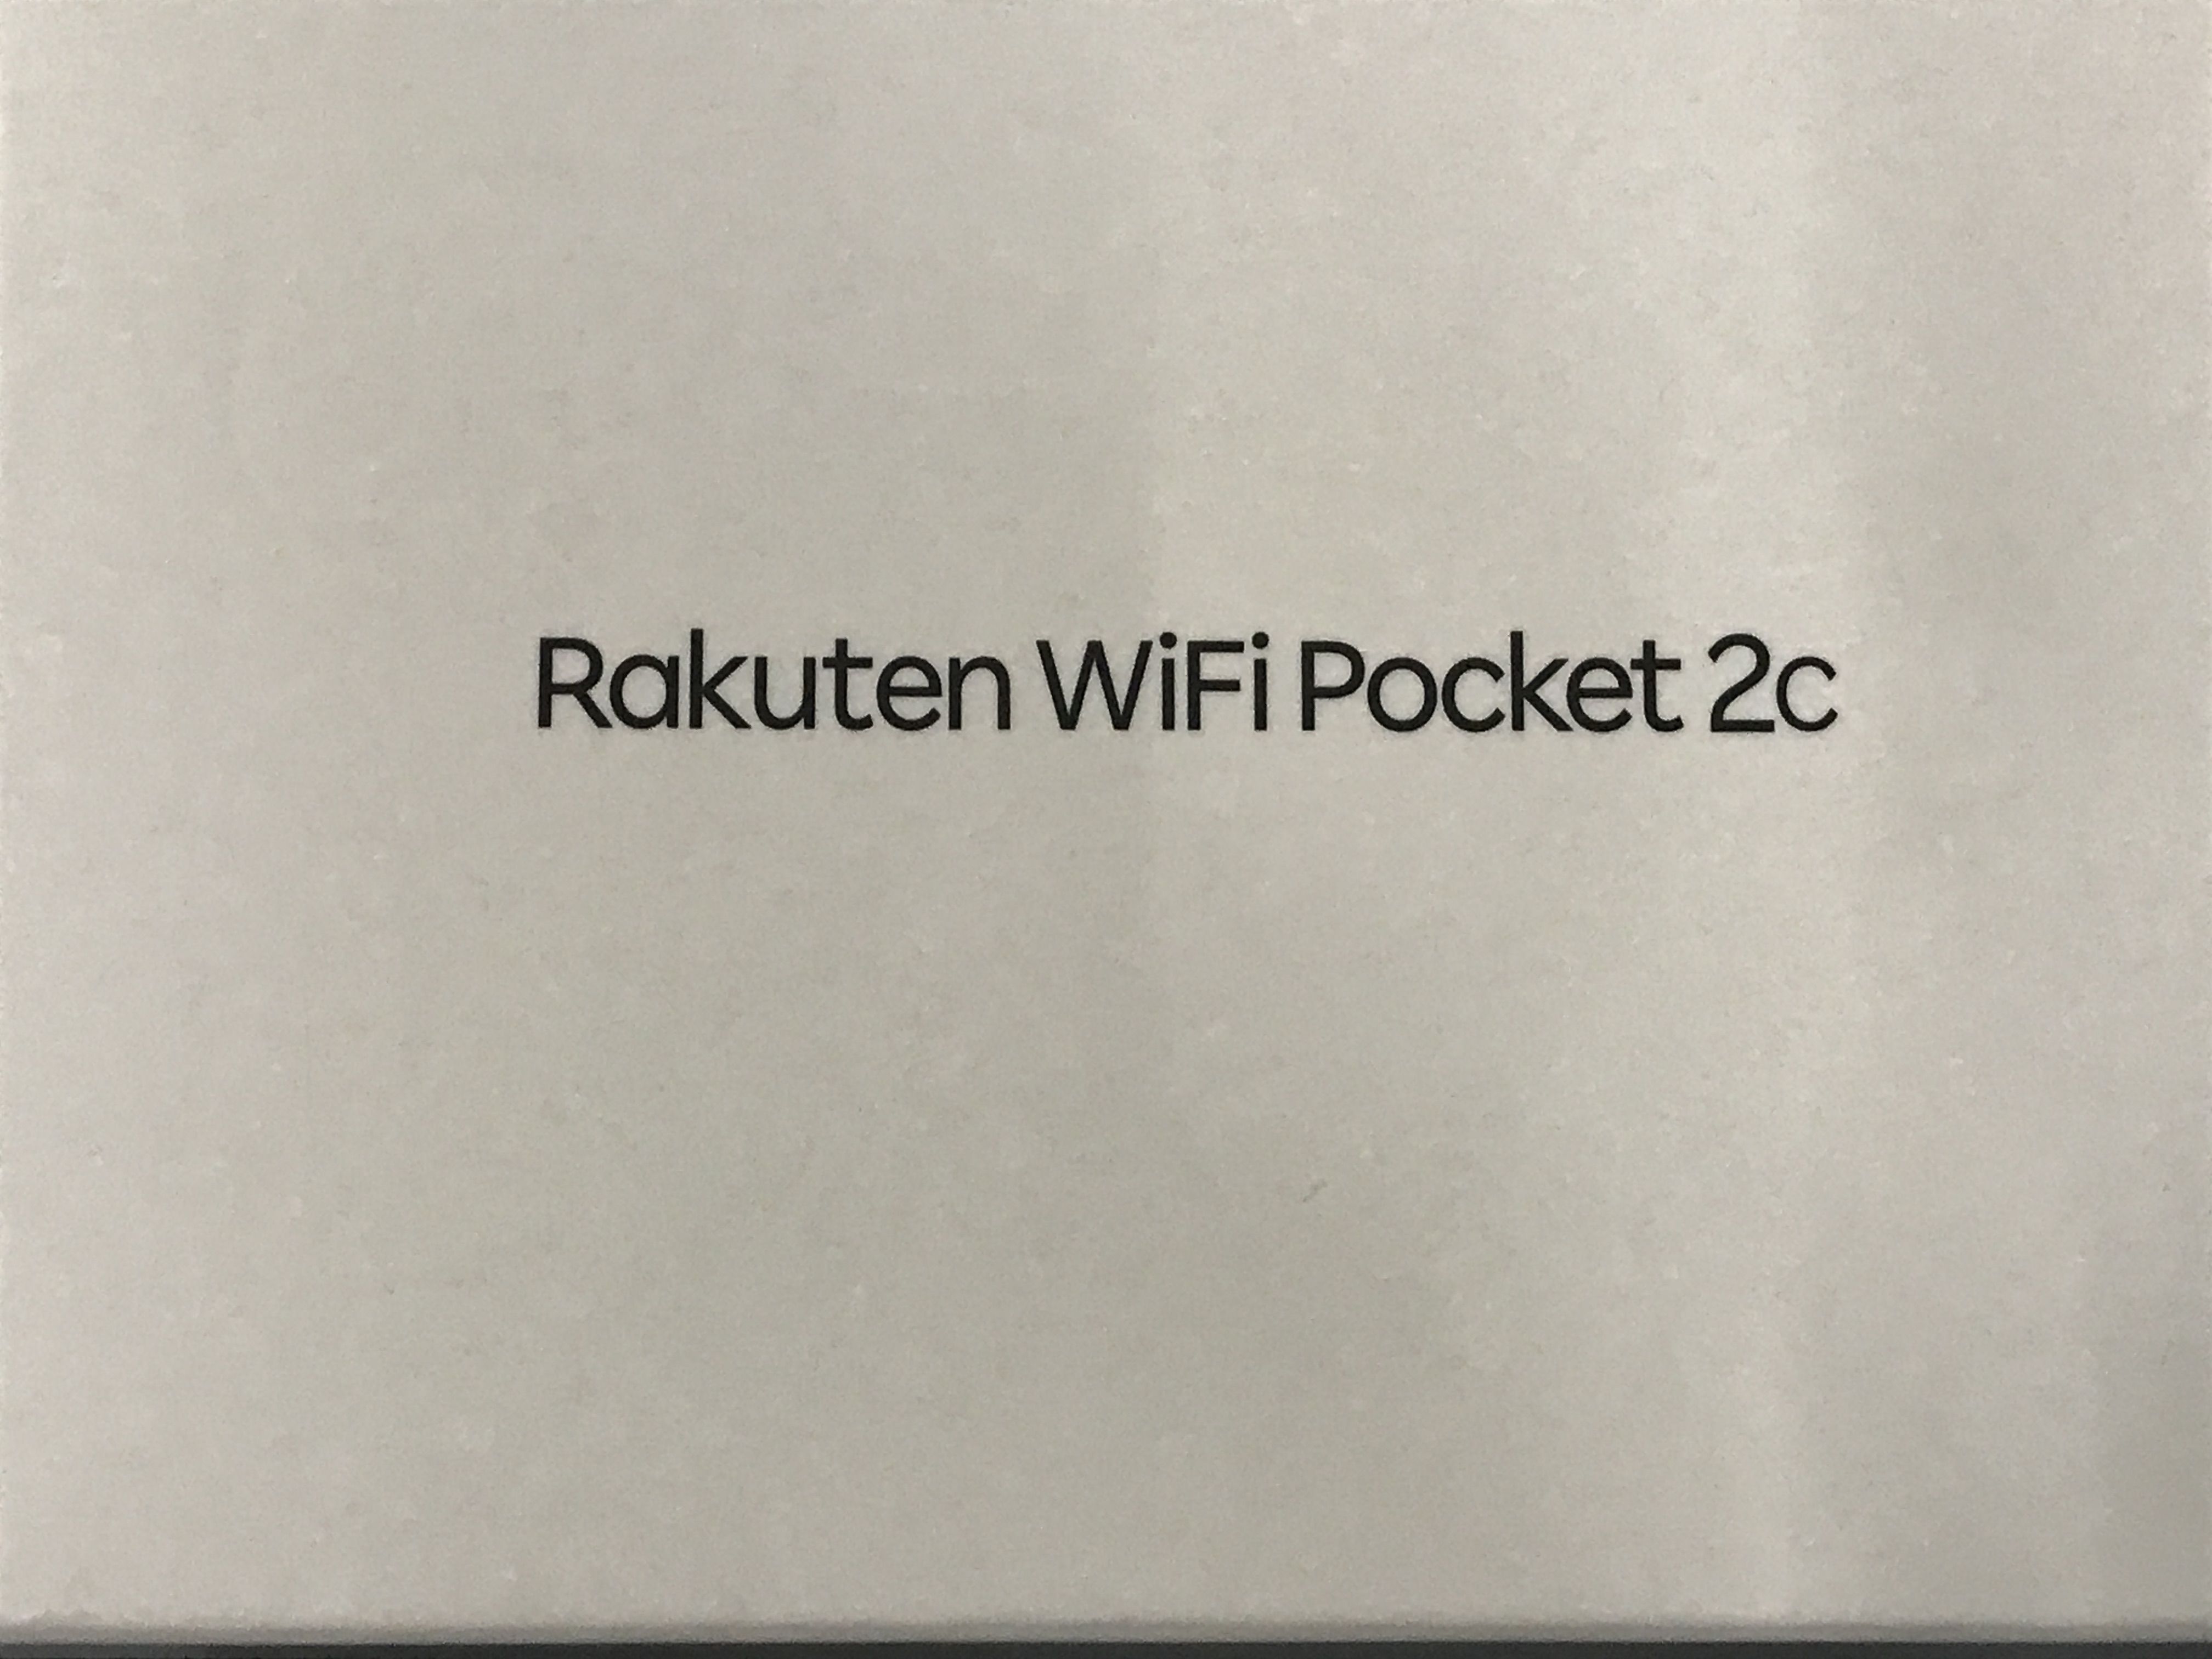 Rakuten WiFi Pocket 2c